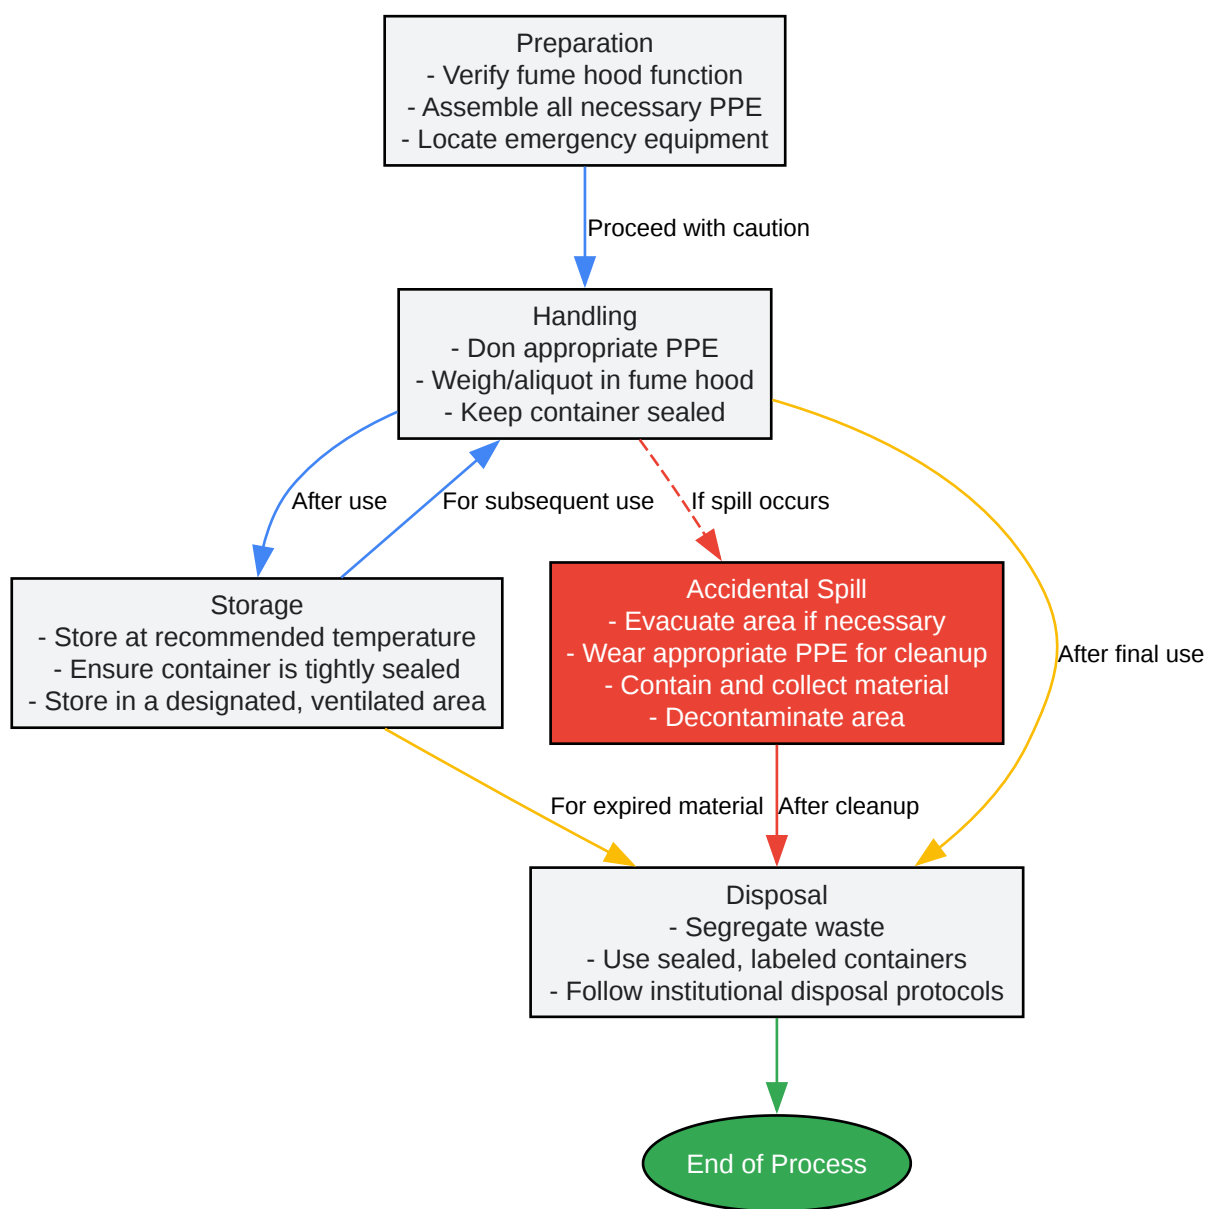 Preparation
- Verify fume hood function
- Assemble all necessary PPE
- Locate emergency equipment
Proceed with caution
Handling
- Don appropriate PPE
- Weigh/aliquot in fume hood
- Keep container sealed
After use
For subsequent use
If spill occurs
Storage
- Store at recommended temperature
- Ensure container is tightly sealed
- Store in a designated, ventilated area
Accidental Spill
- Evacuate area if necessary
- Wear appropriate PPE for cleanup
- Contain and collect material
- Decontaminate area
After final use
For expired material
After cleanup
Disposal
- Segregate waste
- Use sealed, labeled containers
- Follow institutional disposal protocols
End of Process